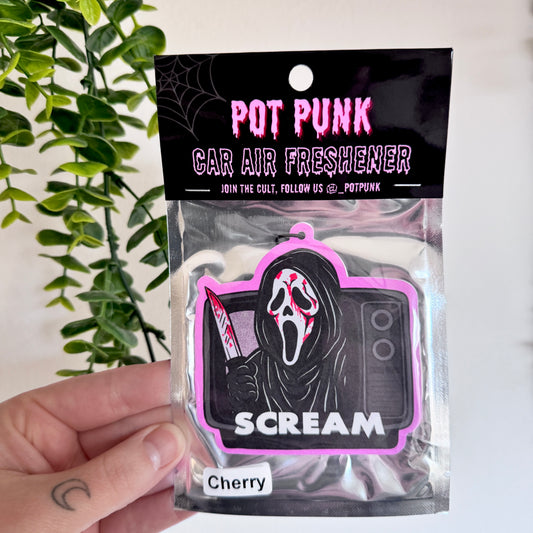 POT PUNK
CAR AIR FRESHENER
JOIN THE CULT, FOLLOW US @_POTPUNK
SCREAM
Cherry